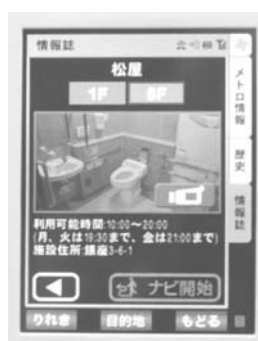 情報誌
松屋
1F
利用可能時間:10:00〜20:00
(月、火は19:30まで、金は21:00まで)
施設住所:銀座3-6-1
ナビ開始
りれき
目的地
もどる
メトロ情報
歴史
情報誌